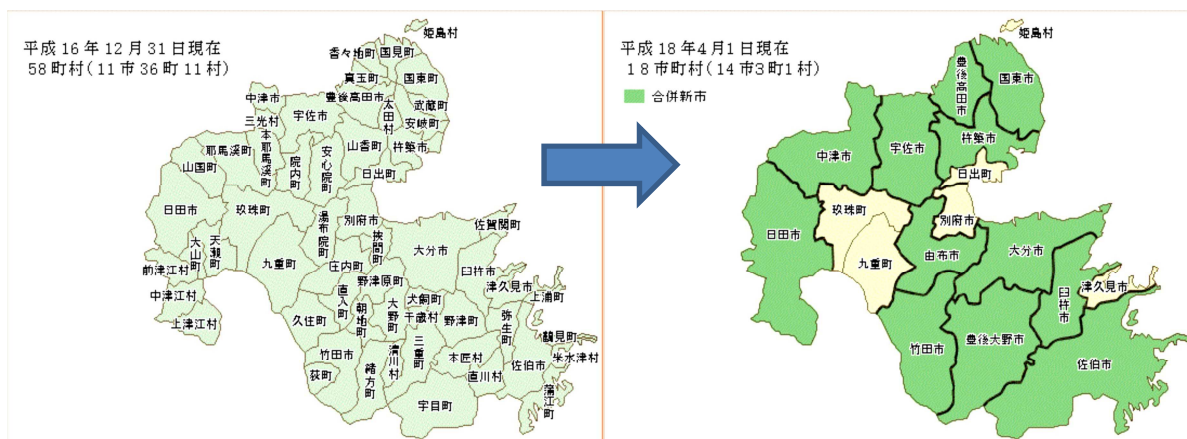 平成16年12月31日現在
58町村(11市36町11村)
姫島村
香々地町
国見町
真玉町
国東町
中津市
豊後高田市
武蔵町
三光村
宇佐市
太田村
安岐町
本耶馬溪町
耶馬溪町
院内町
安心院町
山香町
杵築市
山国町
日出町
日田市
玖珠町
湯布院町
別府市
挾間町
佐賀関町
大分市
大山町
天瀬町
前津江村
九重町
庄内町
野津原町
臼杵市
津久見市
中津江村
直入町
朝地町
大野町
犬飼町
千歳村
上浦町
上津江村
久住町
野津町
弥生町
鶴見町
竹田市
緒方町
清川村
三重町
本匠村
直川村
佐伯市
米水津村
荻町
宇目町
蒲江町
平成18年4月1日現在
18市町村(14市3町1村)
合併新市
姫島村
豊後高田市
国東市
中津市
宇佐市
杵築市
日出町
玖珠町
別府市
日田市
九重町
由布市
大分市
臼杵市
津久見市
竹田市
豊後大野市
佐伯市